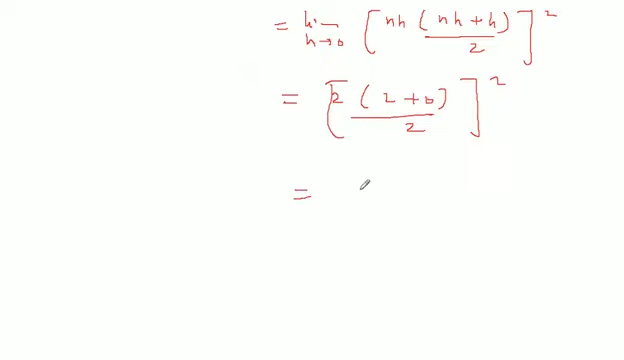 = lim h→0 [ nh (nh+h) / 2 ]²
= [ 2 (2+0) / 2 ]²
=